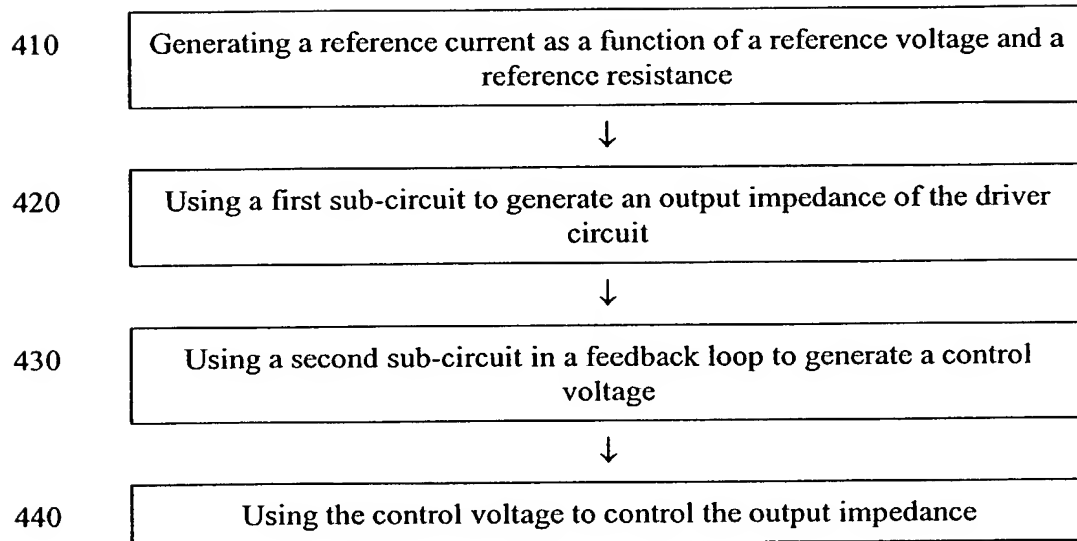 410 Generating a reference current as a function of a reference voltage and a
reference resistance
↓
420 Using a first sub-circuit to generate an output impedance of the driver
circuit
↓
430 Using a second sub-circuit in a feedback loop to generate a control
voltage
↓
440 Using the control voltage to control the output impedance